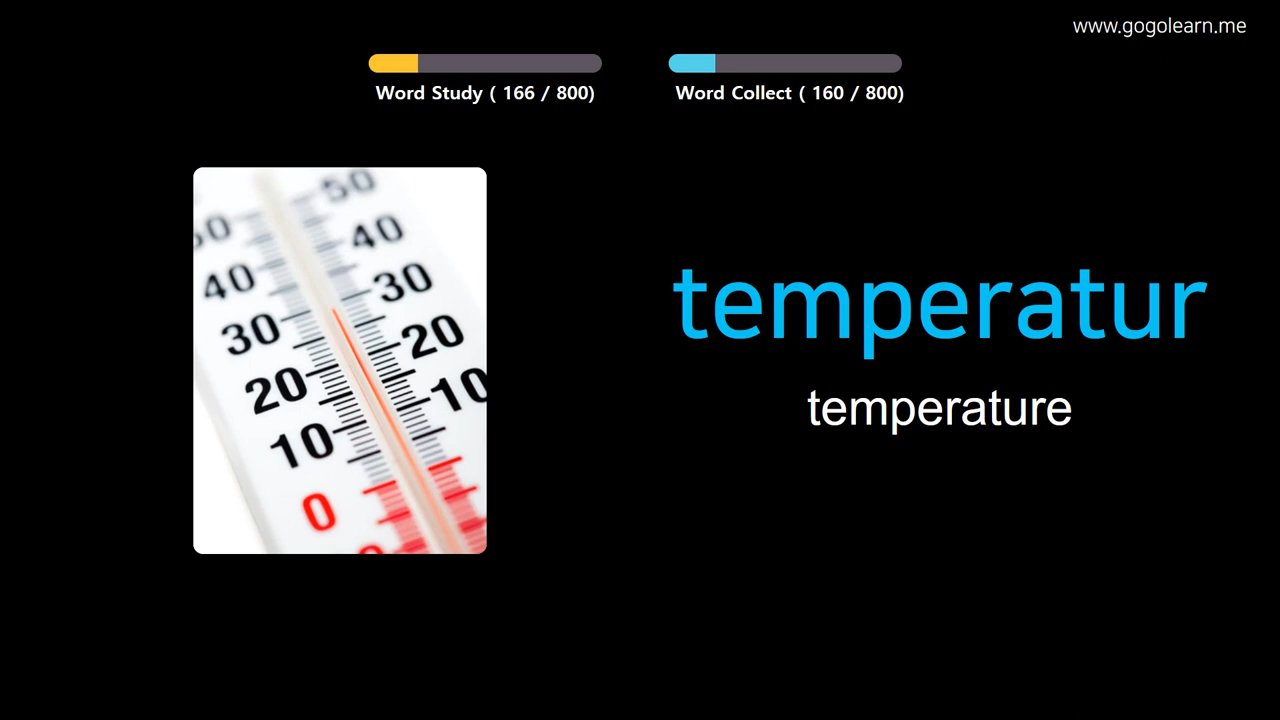 www.gogolearn.me
Word Study ( 166 / 800)
Word Collect ( 160 / 800)
50
40
40
30
30
20
20
10
10
0
temperatur
temperature